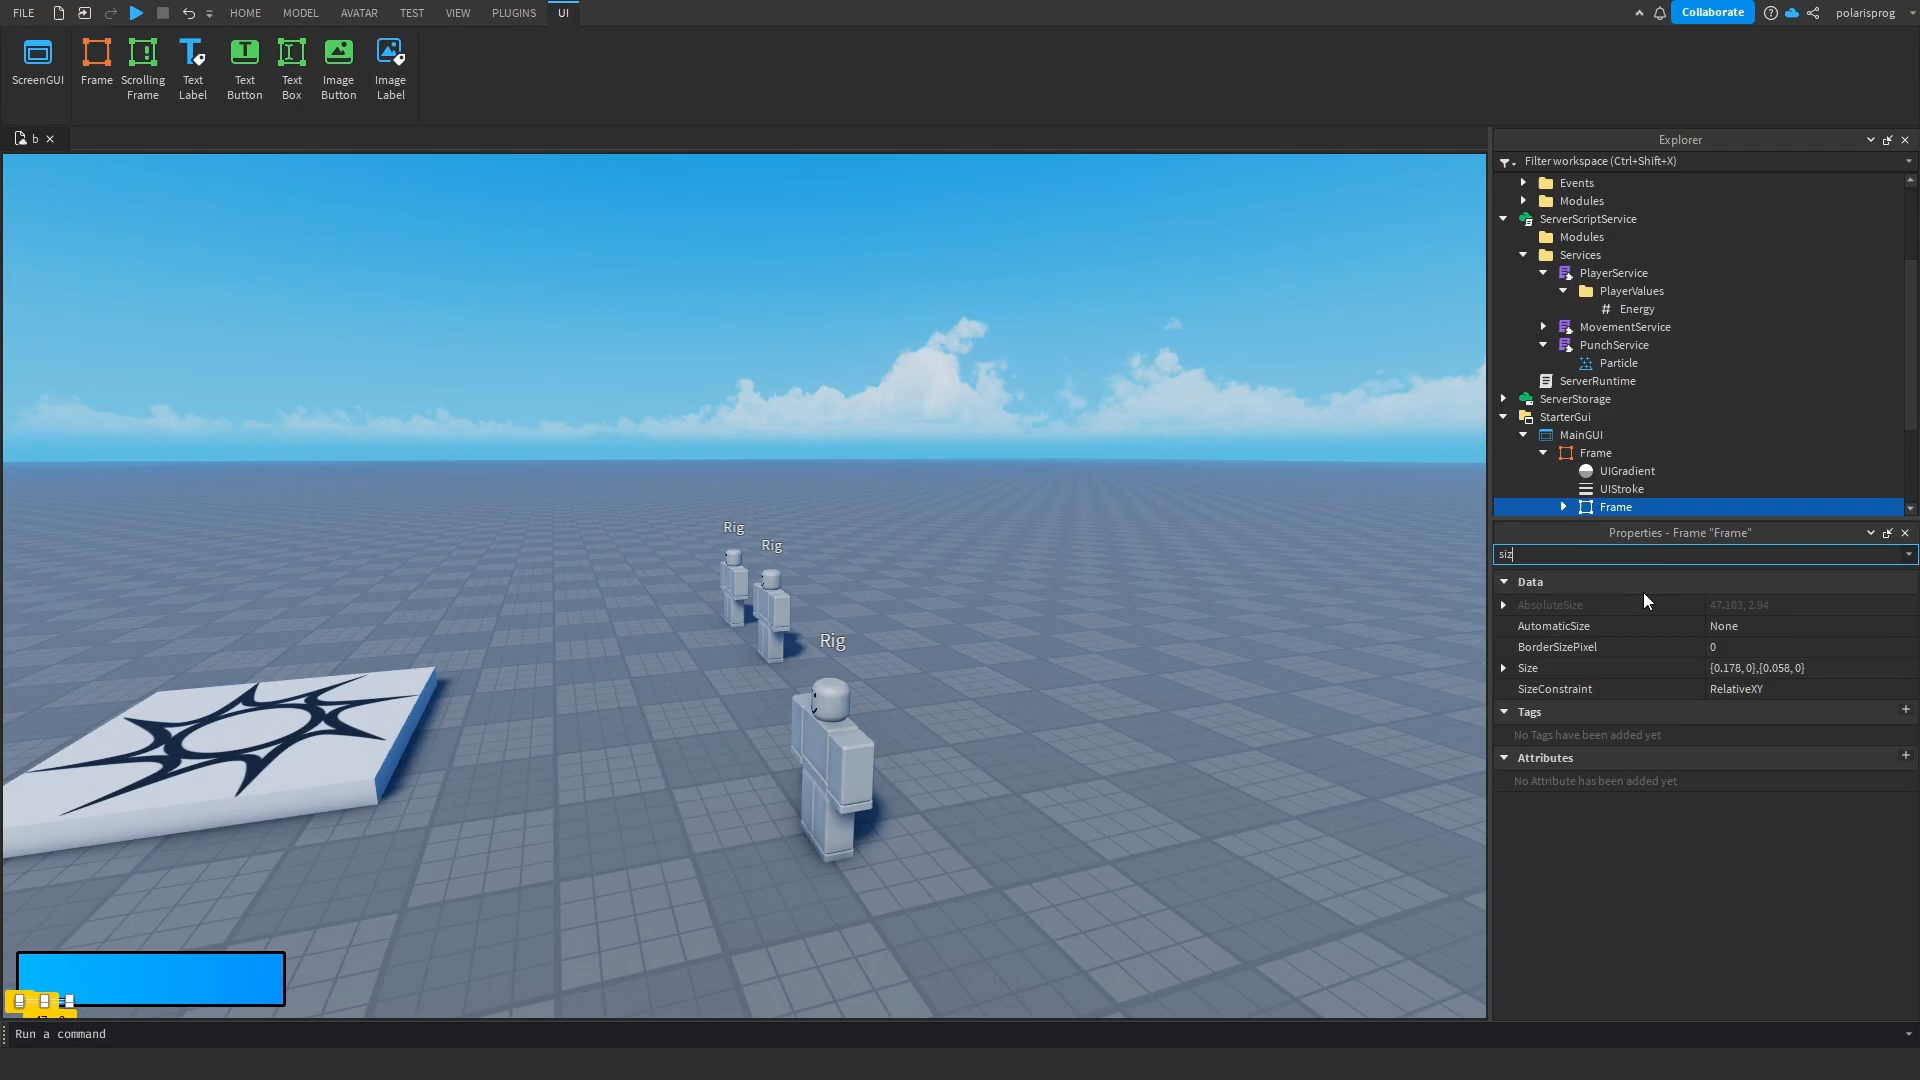 FILE HOME MODEL AVATAR TEST VIEW PLUGINS UI Collaborate polarisprog
ScreenGUI
Frame
Scrolling
Frame
Text
Label
Text
Button
Text
Box
Image
Button
Image
Label
b
Explorer
Filter workspace (Ctrl+Shift+X)
Events
Modules
ServerScriptService
Modules
Services
PlayerService
PlayerValues
Energy
MovementService
PunchService
Particle
ServerRuntime
ServerStorage
StarterGui
MainGUI
Frame
UIGradient
UIStroke
Frame
Rig
Rig
Rig
Properties - Frame "Frame"
siz
Data
AbsoluteSize 47.103, 2.94
AutomaticSize None
BorderSizePixel 0
Size {0.178, 0},{0.058, 0}
SizeConstraint RelativeXY
Tags
No Tags have been added yet
Attributes
No Attribute has been added yet
Run a command